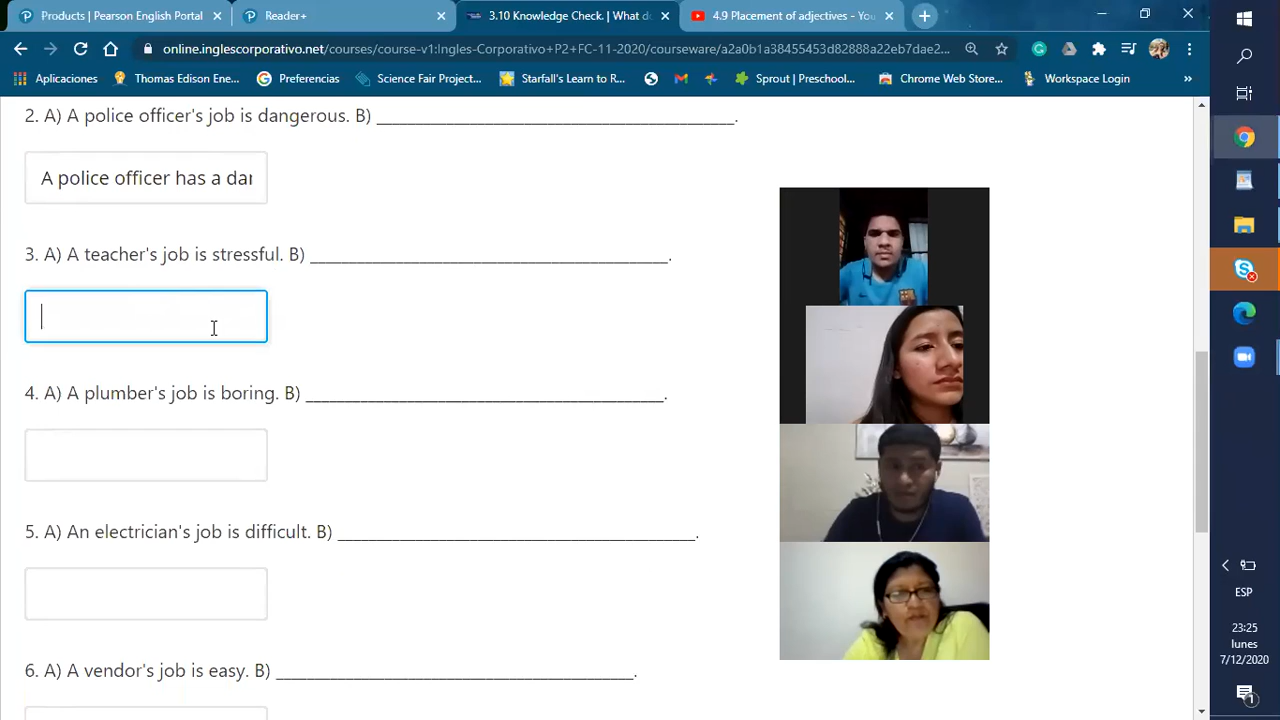 Products | Pearson English Portal
Reader+
3.10 Knowledge Check. | What do
4.9 Placement of adjectives - You
online.inglescorporativo.net/courses/course-v1:Ingles-Corporativo+P2+FC-11-2020/courseware/a2a0b1a38455453d82888a22eb7dae2...
Aplicaciones
Thomas Edison Ene...
Preferencias
Science Fair Project...
Starfall's Learn to R...
Sprout | Preschool...
Chrome Web Store...
Workspace Login
»
2. A) A police officer's job is dangerous. B) ________________________________________.
A police officer has a dan
3. A) A teacher's job is stressful. B) ________________________________________.
4. A) A plumber's job is boring. B) ________________________________________.
5. A) An electrician's job is difficult. B) ________________________________________.
6. A) A vendor's job is easy. B) ________________________________________.
ESP
23:25
lunes
7/12/2020
1